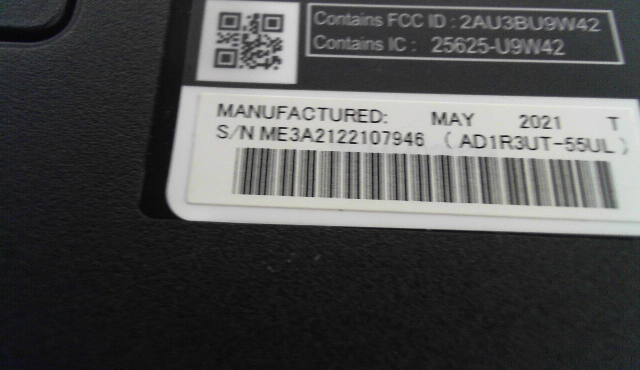 Contains FCC ID : 2AU3BU9W42
Contains IC : 25625-U9W42
MANUFACTURED: MAY 2021 T
S/N ME3A2122107946 ( AD1R3UT-55UL )